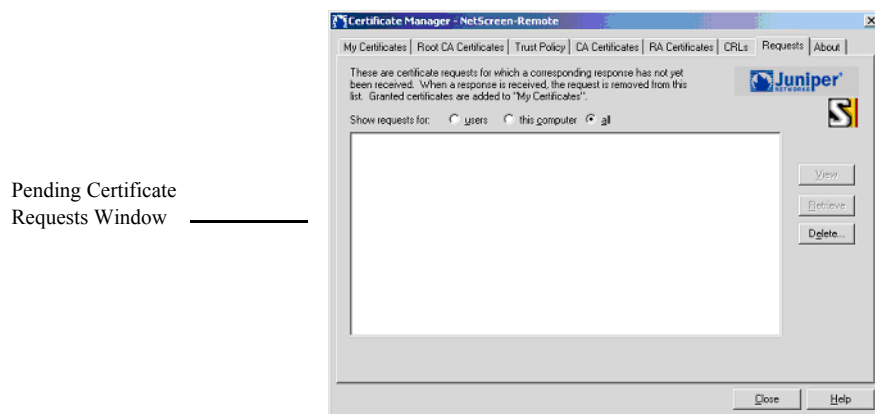 Certificate Manager - NetScreen-Remote
My Certificates | Root CA Certificates | Trust Policy | CA Certificates | RA Certificates | CRLs | Requests | About
These are certificate requests for which a corresponding response has not yet
been received. When a response is received, the request is removed from this
list. Granted certificates are added to "My Certificates".
Juniper
NETWORKS
Show requests for: users this computer all
S
Pending Certificate
Requests Window
View
Retrieve
Delete...
Close Help